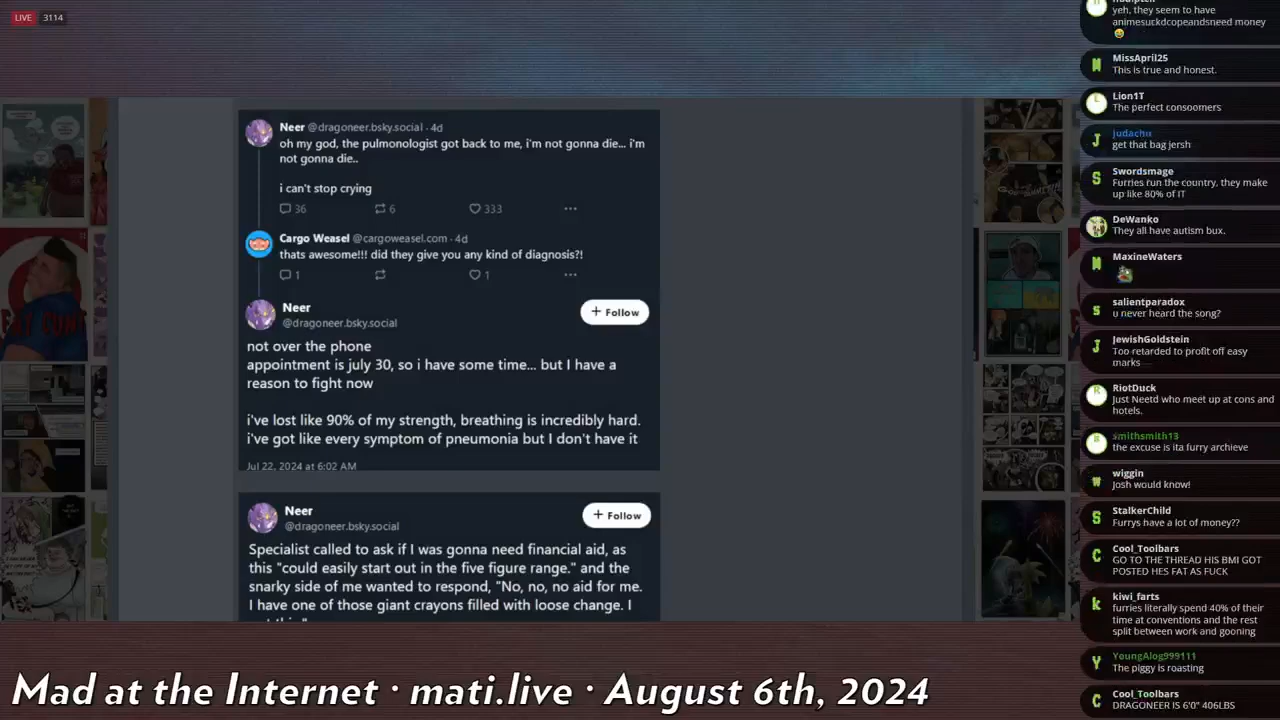 LIVE 3114
Neer @dragoneer.bsky.social · 4d
oh my god, the pulmonologist got back to me, i'm not gonna die... i'm
not gonna die..
i can't stop crying
36 6 333 ...
Cargo Weasel @cargoweasel.com · 4d
thats awesome!!! did they give you any kind of diagnosis?!
1 1 ...
Neer
@dragoneer.bsky.social
+ Follow
not over the phone
appointment is july 30, so i have some time... but I have a
reason to fight now
i've lost like 90% of my strength, breathing is incredibly hard.
i've got like every symptom of pneumonia but I don't have it
Jul 22, 2024 at 6:02 AM
Neer
@dragoneer.bsky.social
+ Follow
Specialist called to ask if I was gonna need financial aid, as
this "could easily start out in the five figure range." and the
snarky side of me wanted to respond, "No, no, no aid for me.
I have one of those giant crayons filled with loose change. I
yeh, they seem to have
animesuckdcopeandsneed money
MissApril25
This is true and honest.
Lion1T
The perfect consoomers
judachu
get that bag jersh
Swordsmage
Furries run the country, they make
up like 80% of IT
DeWanko
They all have autism bux.
MaxineWaters
salientparadox
u never heard the song?
JewishGoldstein
Too retarded to profit off easy
marks
RiotDuck
Just Neetd who meet up at cons and
hotels.
smithsmith13
the excuse is ita furry archieve
wiggin
Josh would know!
StalkerChild
Furrys have a lot of money??
Cool_Toolbars
GO TO THE THREAD HIS BMI GOT
POSTED HES FAT AS FUCK
kiwi_farts
furries literally spend 40% of their
time at conventions and the rest
split between work and gooning
YoungAlog999111
The piggy is roasting
Cool_Toolbars
DRAGONEER IS 6'0" 406LBS
Mad at the Internet · mati.live · August 6th, 2024